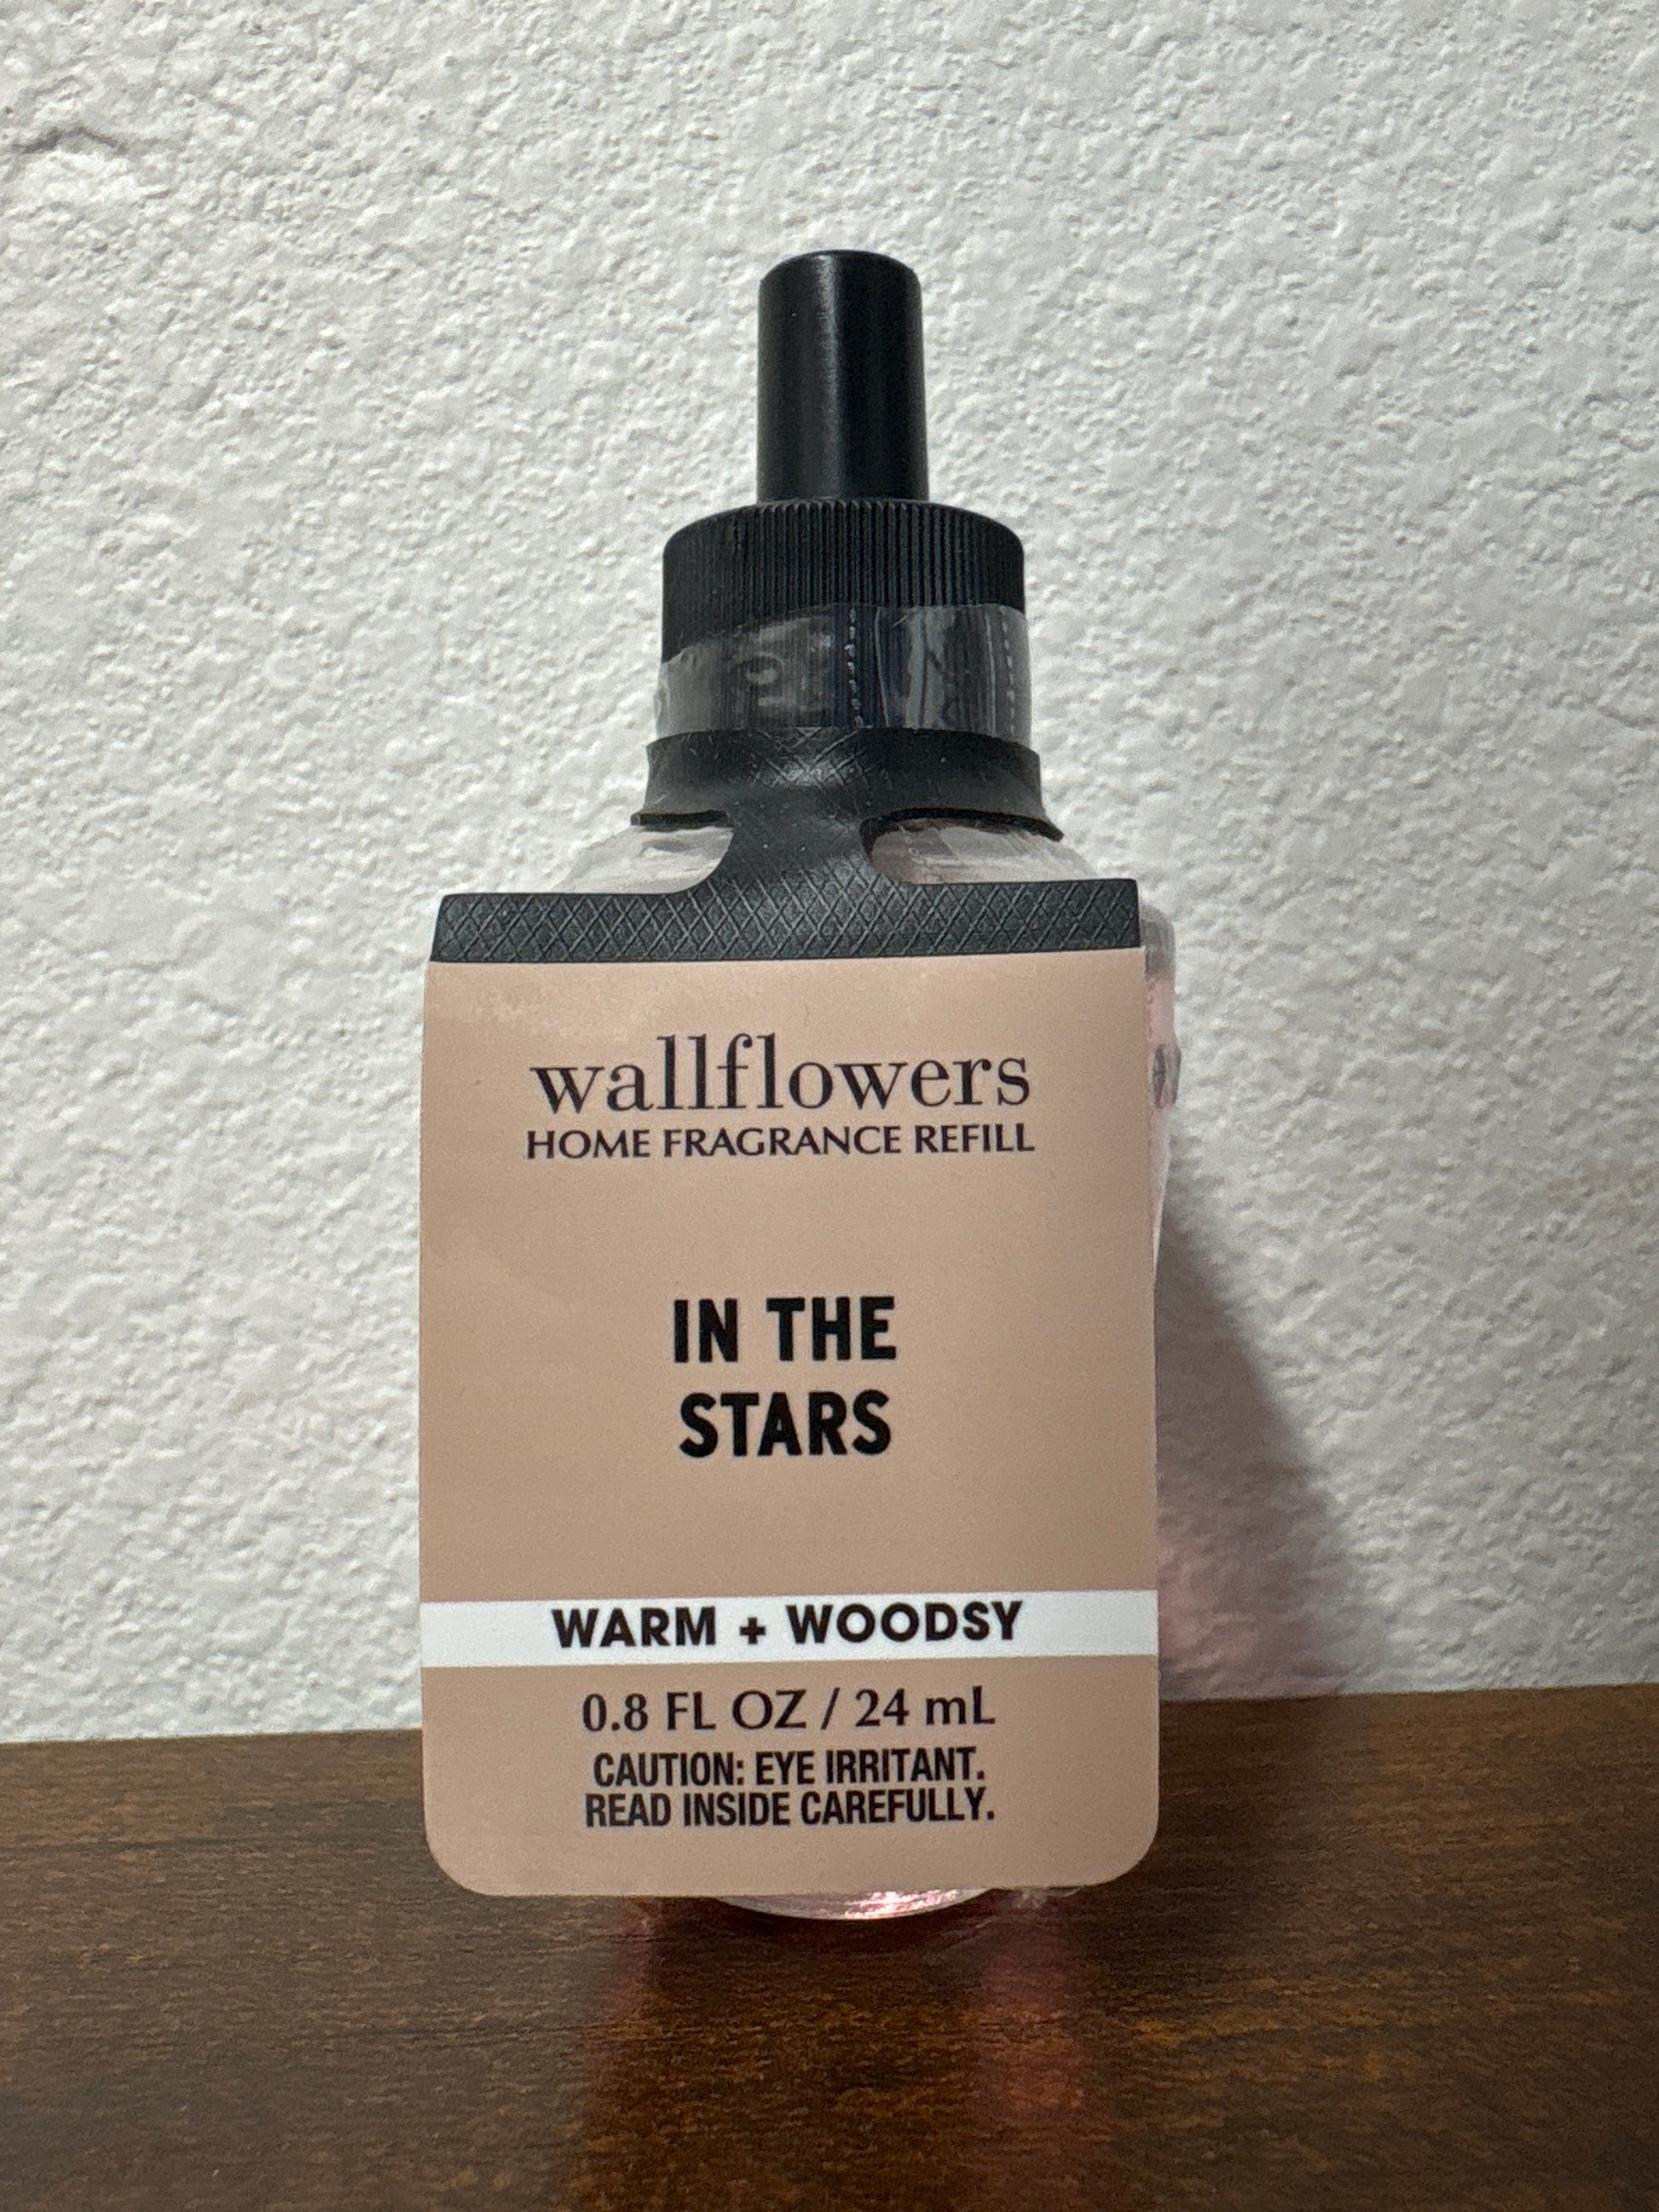 wallflowers
HOME FRAGRANCE REFILL
IN THE
STARS
WARM + WOODSY
0.8 FL OZ / 24 mL
CAUTION: EYE IRRITANT.
READ INSIDE CAREFULLY.